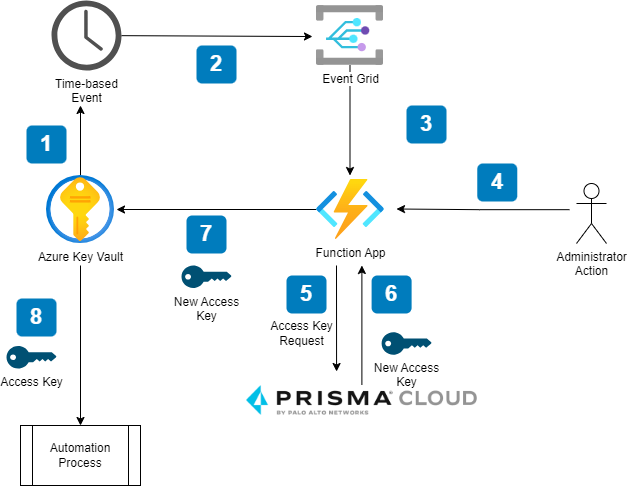 2
Time-based
Event
Event Grid
1
3
4
Azure Key Vault
7
Function App
Administrator
Action
New Access
Key
5
6
8
Access Key
Request
Access Key
New Access
Key
PRISMA CLOUD
BY PALO ALTO NETWORKS
Automation
Process